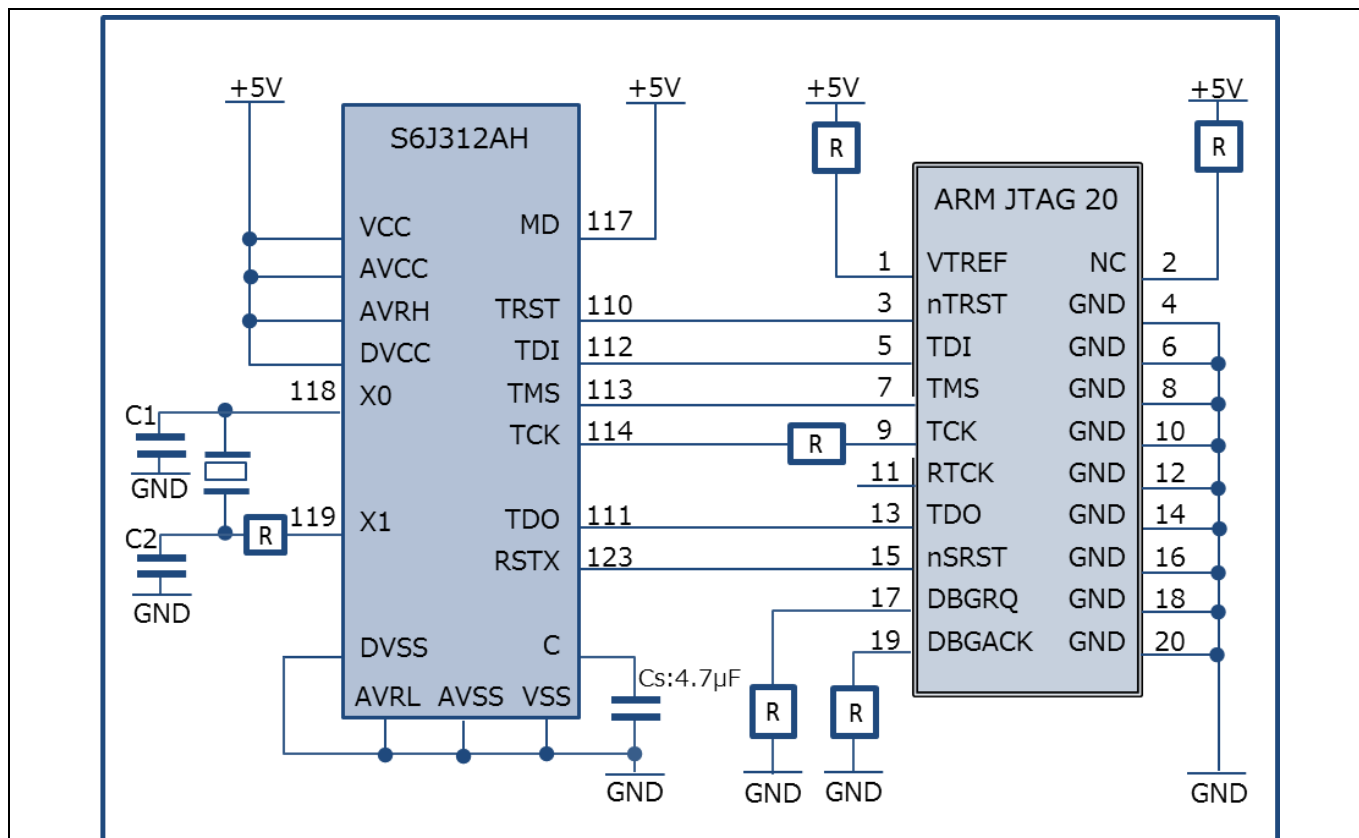 +5V
+5V
+5V
+5V
S6J312AH
R
R
ARM JTAG 20
VCC MD 117
1 VTREF NC 2
AVCC
AVRH TRST 110
3 nTRST GND 4
DVCC TDI 112
5 TDI GND 6
118 X0 TMS 113
7 TMS GND 8
C1
TCK 114 R 9 TCK GND 10
GND
11 RTCK GND 12
119 X1 TDO 111
13 TDO GND 14
C2 R
RSTX 123
15 nSRST GND 16
GND
17 DBGRQ GND 18
DVSS C
19 DBGACK GND 20
Cs:4.7µF
AVRL AVSS VSS
R R
GND GND GND GND